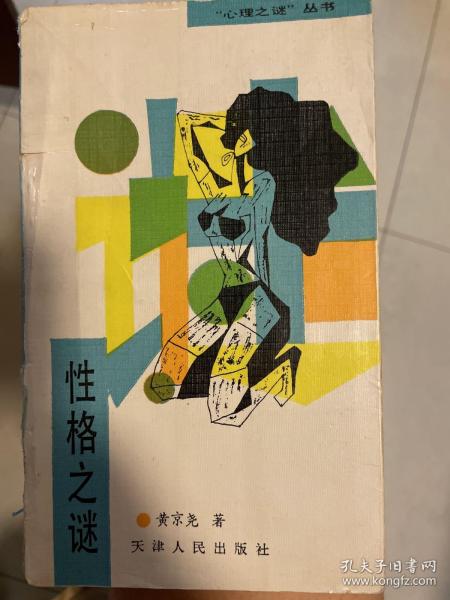 “心理之谜”丛书
性格之谜
黄京尧 著
天津人民出版社
孔夫子旧书网
www.kongfz.com